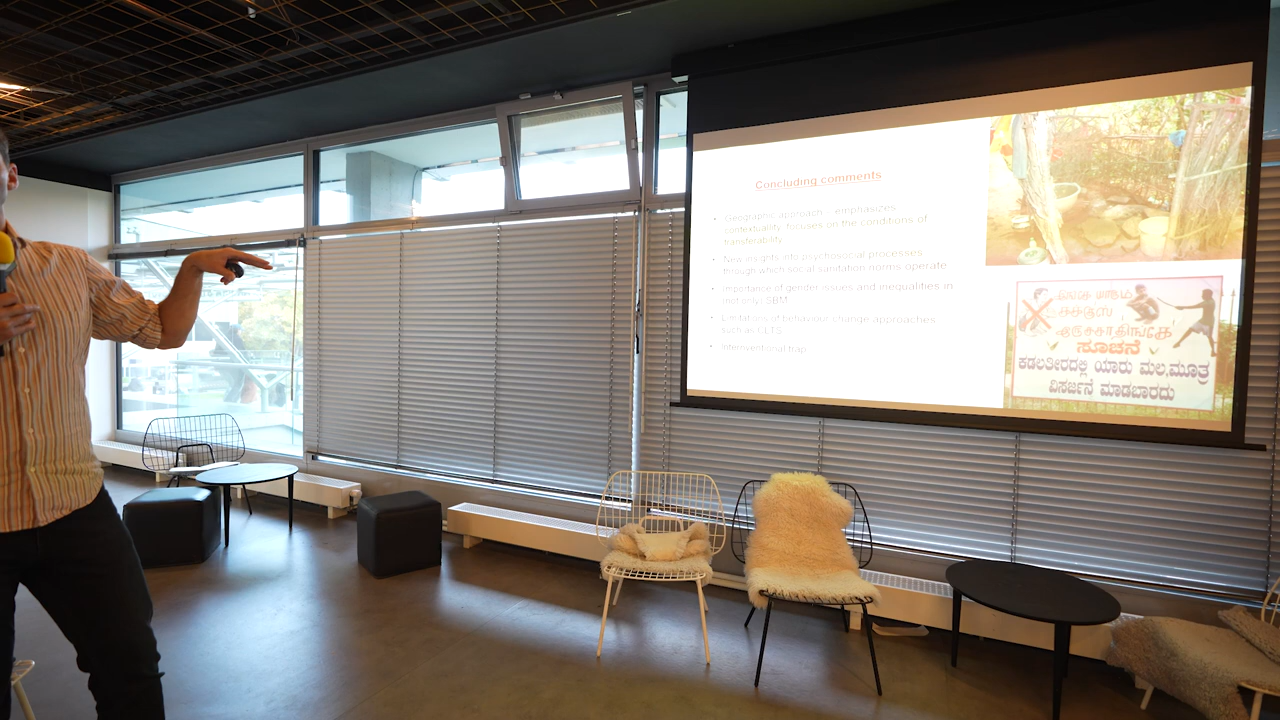 Concluding comments
• Geographic approach – emphasizes
contextuality, focuses on the conditions of
transferability
• New insights into psychosocial processes
through which social sanitation norms operate
• Importance of gender issues and inequalities in
(not only) SBM
• Limitations of behaviour change approaches
such as CLTS
• Interventional trap
ಸೂಚನೆ
ಕಡಲತೀರದಲ್ಲಿ ಯಾರು ಮಲ,ಮೂತ್ರ
ವಿಸರ್ಜನೆ ಮಾಡಬಾರದು